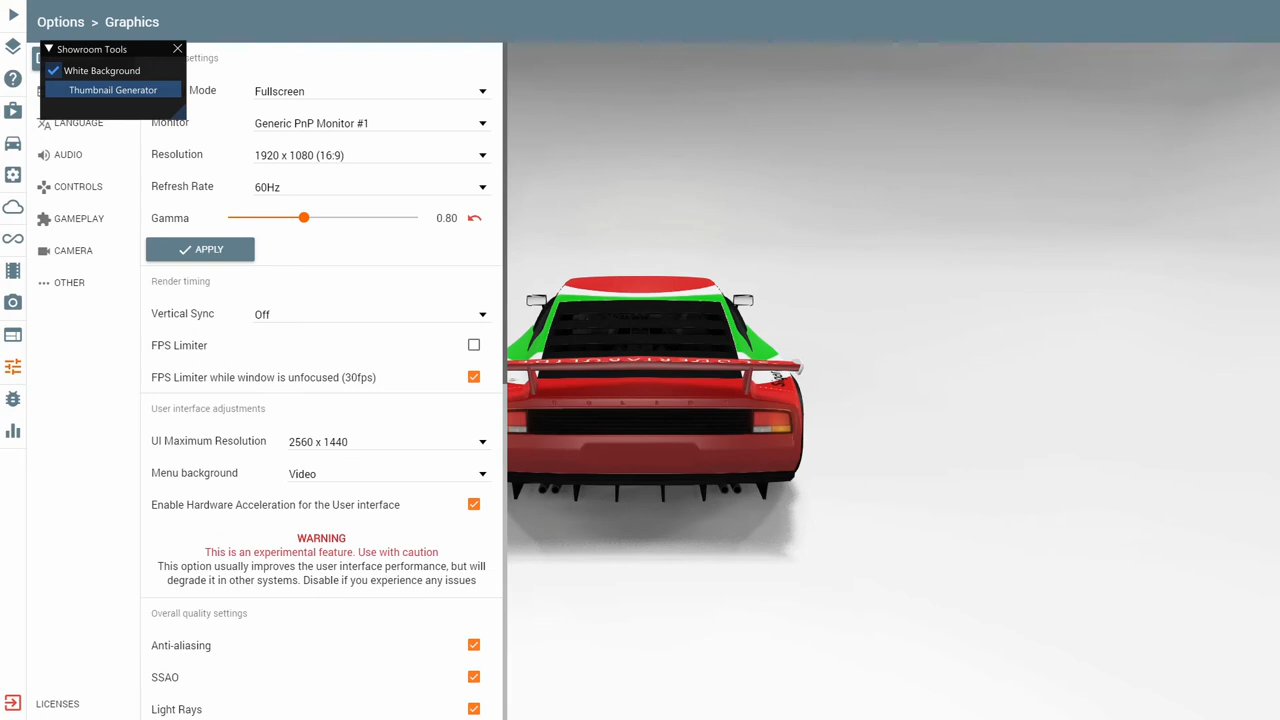 Options > Graphics
Showroom Tools
White Background
Thumbnail Generator
settings
Mode
Fullscreen
Monitor
Generic PnP Monitor #1
Resolution
1920 x 1080 (16:9)
Refresh Rate
60Hz
Gamma
0.80
APPLY
LANGUAGE
AUDIO
CONTROLS
GAMEPLAY
CAMERA
OTHER
Render timing
Vertical Sync
Off
FPS Limiter
FPS Limiter while window is unfocused (30fps)
User interface adjustments
UI Maximum Resolution
2560 x 1440
Menu background
Video
Enable Hardware Acceleration for the User interface
WARNING
This is an experimental feature. Use with caution
This option usually improves the user interface performance, but will
degrade it in other systems. Disable if you experience any issues
Overall quality settings
Anti-aliasing
SSAO
Light Rays
LICENSES